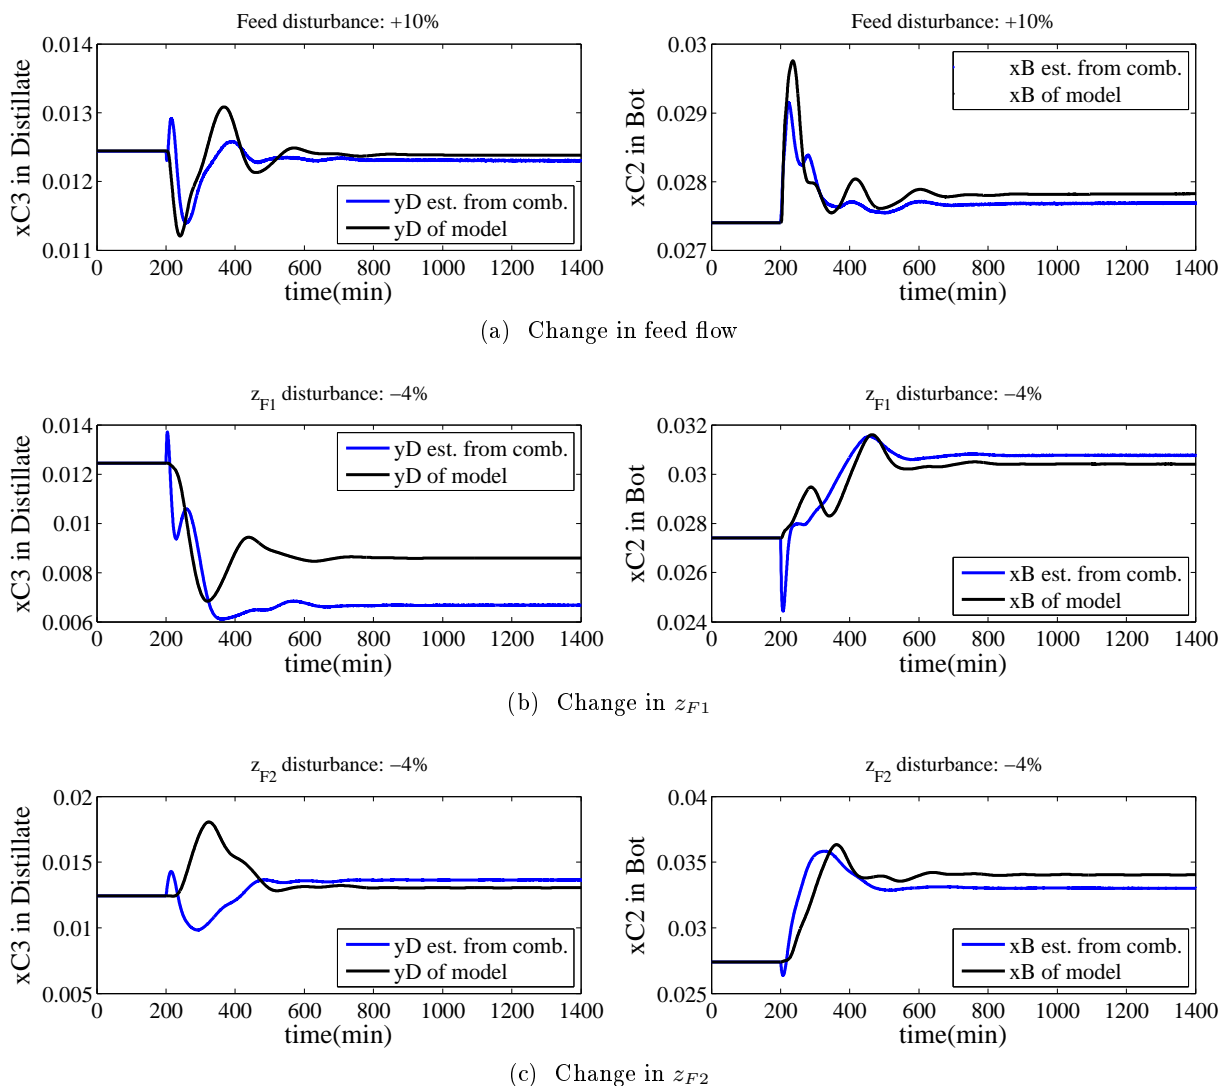 Feed disturbance: +10%
xC3 in Distillate
0.014
0.013
0.012
0.011
0 200 400 600 800 1000 1200 1400
time(min)
yD est. from comb.
yD of model
Feed disturbance: +10%
xC2 in Bot
0.03
0.029
0.028
0.027
0 200 400 600 800 1000 1200 1400
time(min)
xB est. from comb.
xB of model
(a) Change in feed flow
z_F1 disturbance: −4%
xC3 in Distillate
0.014
0.012
0.01
0.008
0.006
0 200 400 600 800 1000 1200 1400
time(min)
yD est. from comb.
yD of model
z_F1 disturbance: −4%
xC2 in Bot
0.032
0.03
0.028
0.026
0.024
0 200 400 600 800 1000 1200 1400
time(min)
xB est. from comb.
xB of model
(b) Change in z_F1
z_F2 disturbance: −4%
xC3 in Distillate
0.02
0.015
0.01
0.005
0 200 400 600 800 1000 1200 1400
time(min)
yD est. from comb.
yD of model
z_F2 disturbance: −4%
xC2 in Bot
0.04
0.035
0.03
0.025
0 200 400 600 800 1000 1200 1400
time(min)
xB est. from comb.
xB of model
(c) Change in z_F2